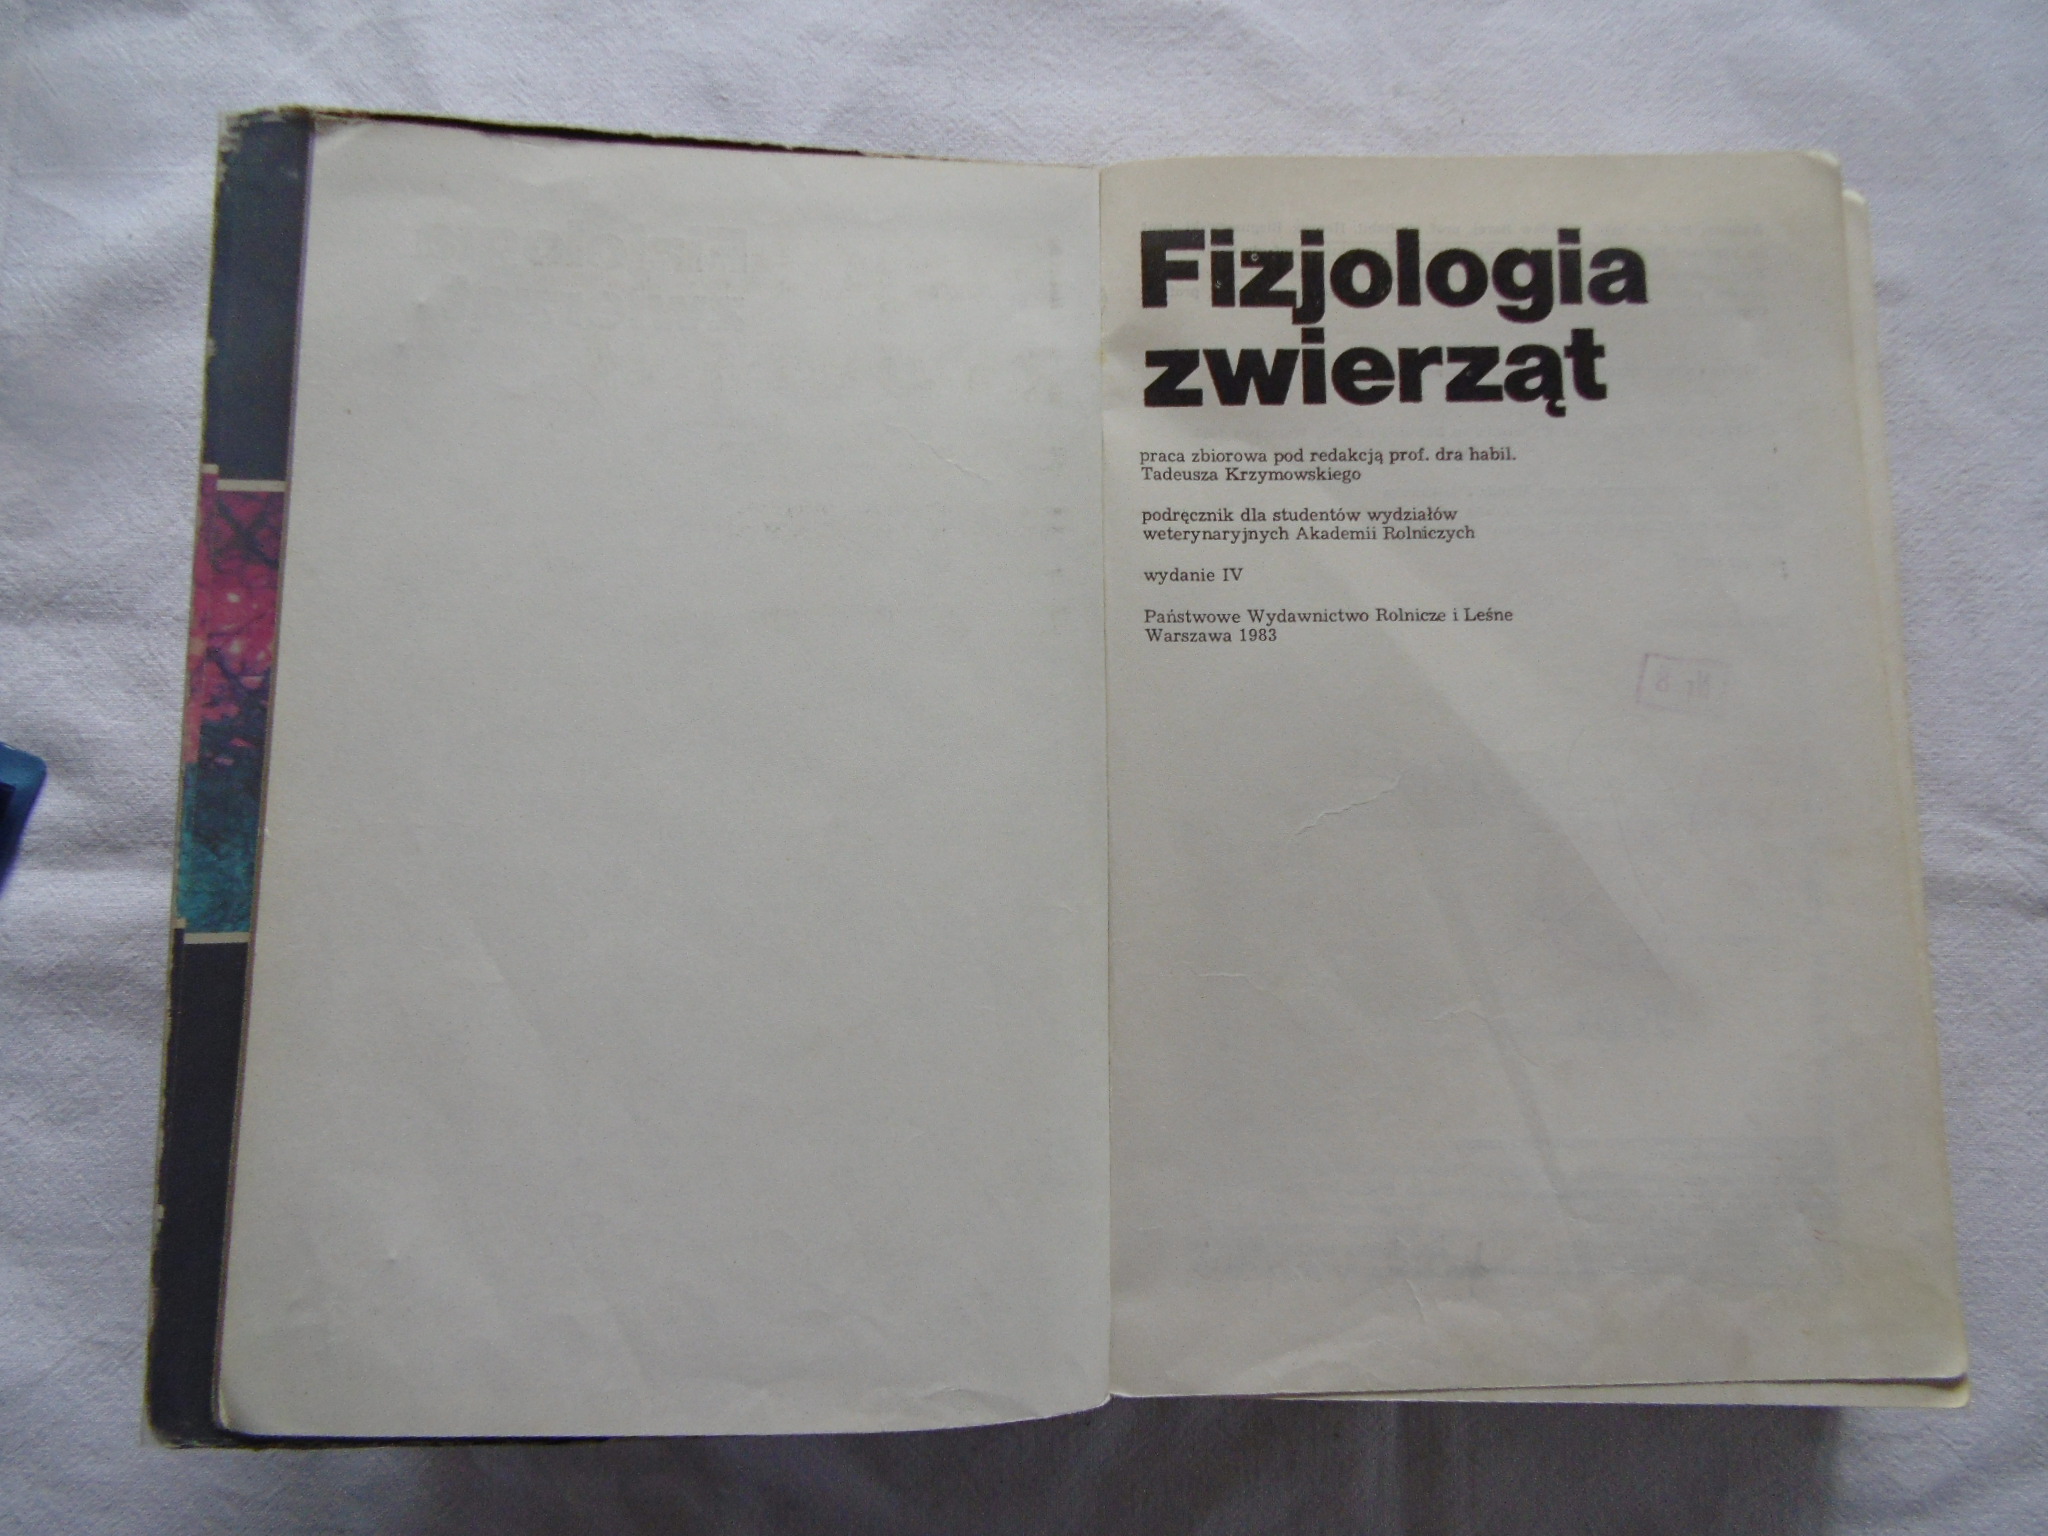 Fizjologia
zwierząt
praca zbiorowa pod redakcją prof. dra habil.
Tadeusza Krzymowskiego
podręcznik dla studentów wydziałów
weterynaryjnych Akademii Rolniczych
wydanie IV
Państwowe Wydawnictwo Rolnicze i Leśne
Warszawa 1983